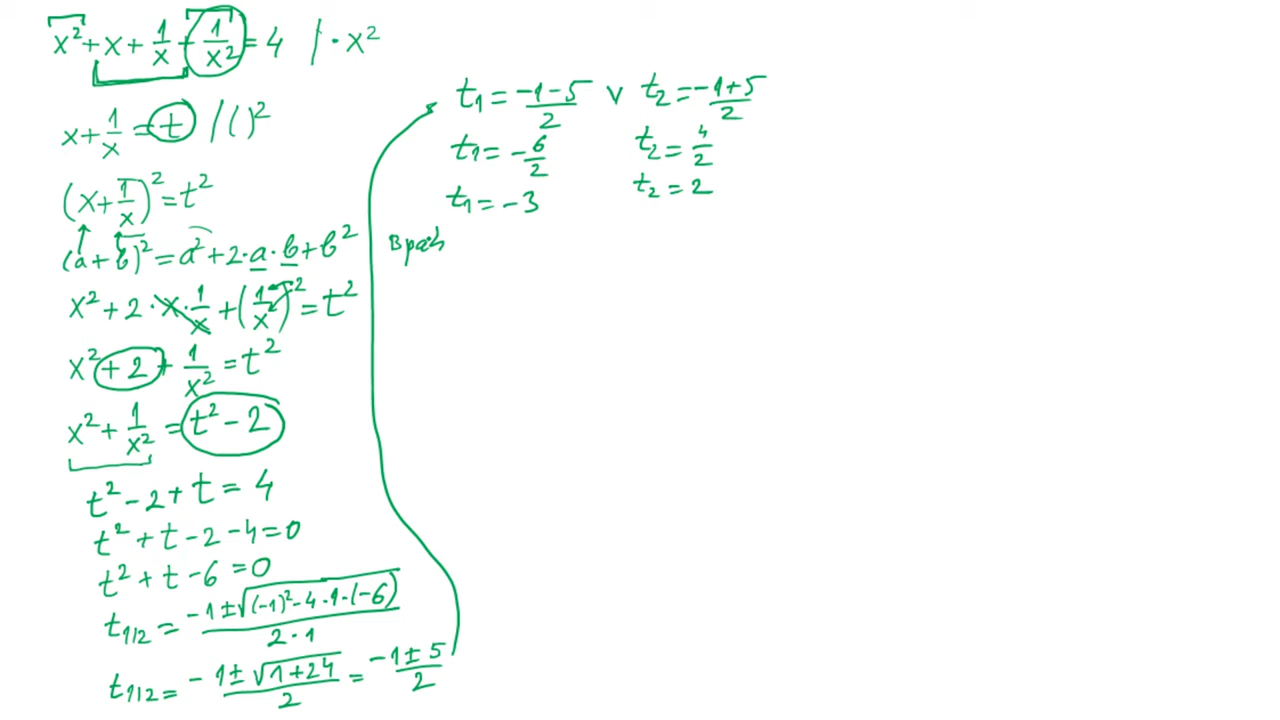 x² + x + 1/x + 1/x² = 4 / · x²
x + 1/x = t / ( )²
(x + 1/x)² = t²
(a + b)² = a² + 2 · a · b + b²
x² + 2 · x · 1/x + (1/x)² = t²
x² + 2 + 1/x² = t²
x² + 1/x² = t² - 2
t² - 2 + t = 4
t² + t - 2 - 4 = 0
t² + t - 6 = 0
t1/2 = (-1 ± √((-1)² - 4 · 1 · (-6))) / (2 · 1)
t1/2 = (-1 ± √(1 + 24)) / 2 = (-1 ± 5) / 2
t₁ = (-1 - 5) / 2 ∨ t₂ = (-1 + 5) / 2
t₁ = -6/2 t₂ = 4/2
t₁ = -3 t₂ = 2